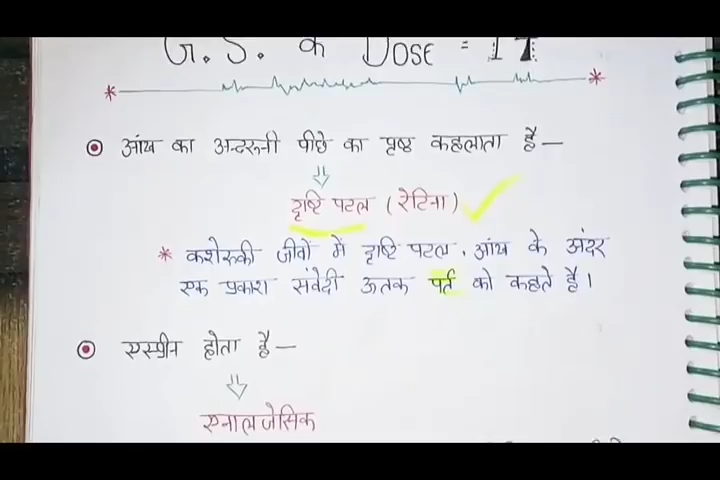 G. S. के DOSE = 17
आंख का अन्दरूनी पीछे का पृष्ठ कहलाता है —
दृष्टि पटल (रेटिना)
* कशेरुकी जीवों में दृष्टि पटल, आंख के अंदर
एक प्रकाश संवेदी ऊतक पर्त को कहते है।
एस्प्रीन होता है —
एनालजेसिक